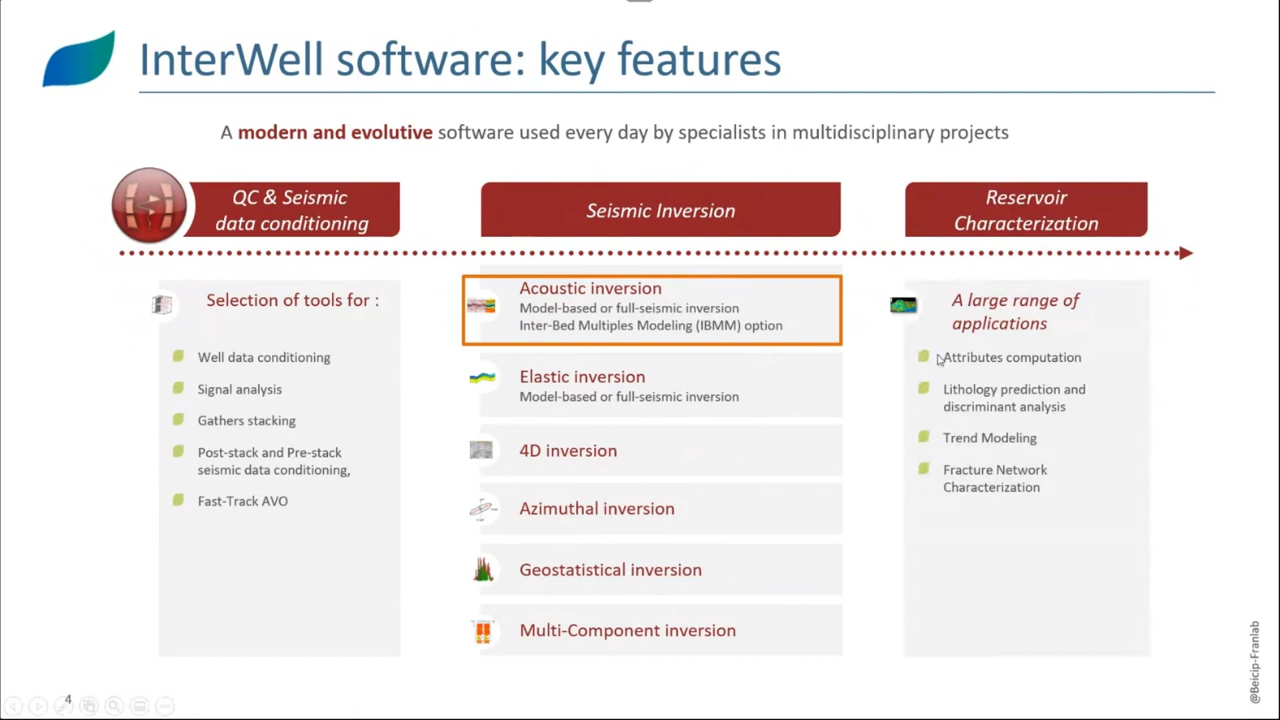 InterWell software: key features
A modern and evolutive software used every day by specialists in multidisciplinary projects
QC & Seismic
data conditioning
Selection of tools for :
Well data conditioning
Signal analysis
Gathers stacking
Post-stack and Pre-stack
seismic data conditioning,
Fast-Track AVO
Seismic Inversion
Acoustic inversion
Model-based or full-seismic inversion
Inter-Bed Multiples Modeling (IBMM) option
Elastic inversion
Model-based or full-seismic inversion
4D inversion
Azimuthal inversion
Geostatistical inversion
Multi-Component inversion
Reservoir
Characterization
A large range of
applications
Attributes computation
Lithology prediction and
discriminant analysis
Trend Modeling
Fracture Network
Characterization
@Beicip-Franlab
4